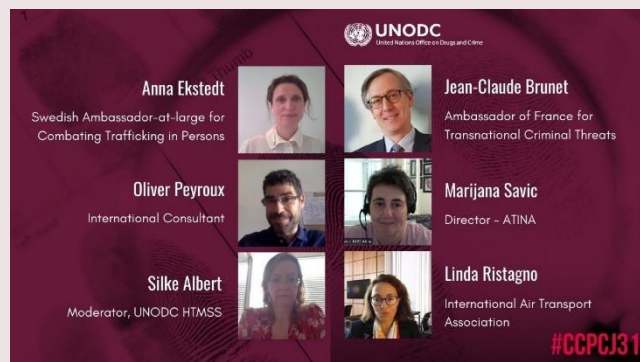 UNODC
United Nations Office on Drugs and Crime
Anna Ekstedt
Swedish Ambassador-at-large for
Combating Trafficking in Persons
Jean-Claude Brunet
Ambassador of France for
Transnational Criminal Threats
Oliver Peyroux
International Consultant
Marijana Savic
Director - ATINA
Silke Albert
Moderator, UNODC HTMSS
Linda Ristagno
International Air Transport
Association
#CCPCJ31